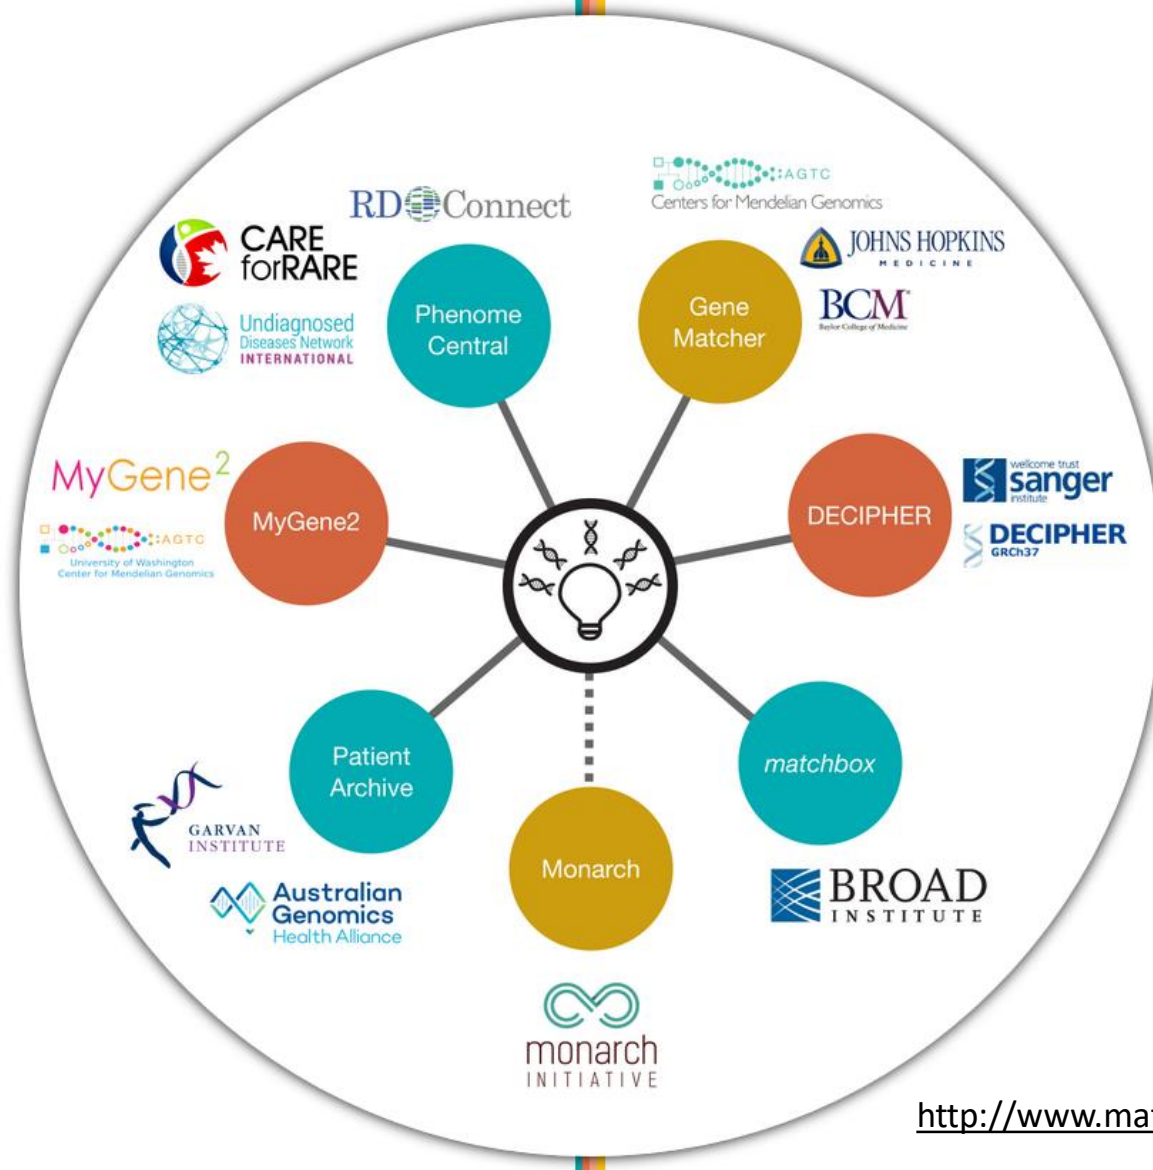 RD Connect
AGTC
Centers for Mendelian Genomics
CARE
forRARE
JOHNS HOPKINS
MEDICINE
Phenome
Central
Gene
Matcher
BCM
Baylor College of Medicine
Undiagnosed
Diseases Network
INTERNATIONAL
MyGene2
MyGene2
DECIPHER
wellcome trust
sanger
institute
DECIPHER
GRCh37
AGTC
University of Washington
Center for Mendelian Genomics
Patient
Archive
matchbox
GARVAN
INSTITUTE
Monarch
BROAD
INSTITUTE
Australian
Genomics
Health Alliance
monarch
INITIATIVE
http://www.ma